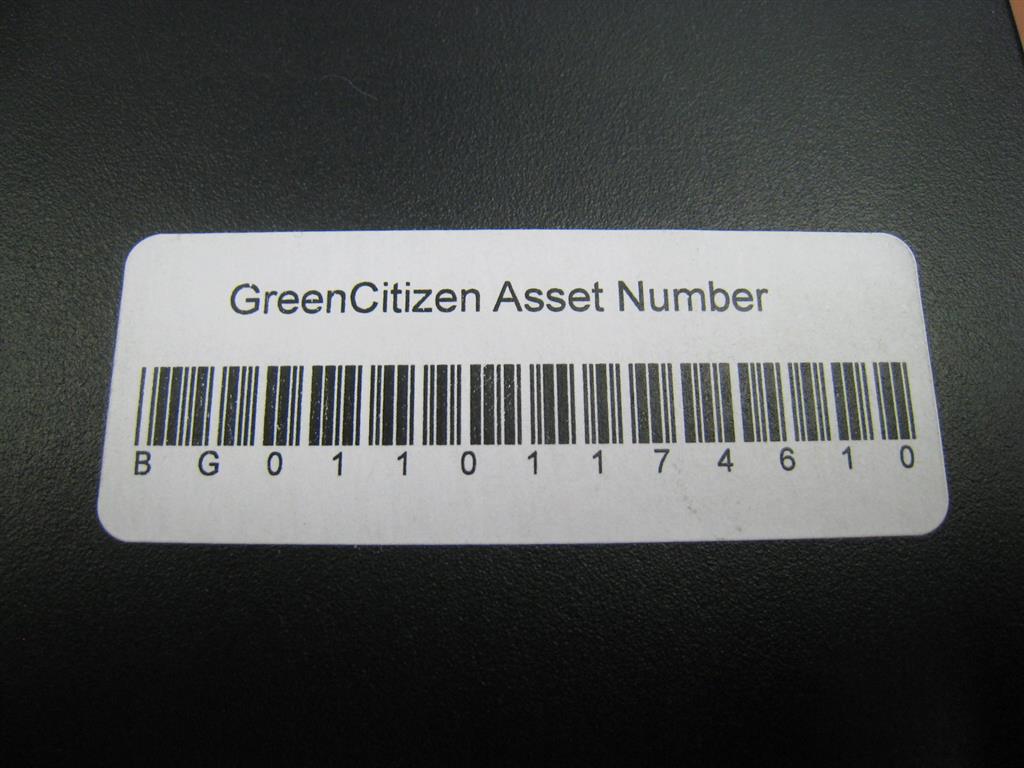 GreenCitizen Asset Number
B G 0 1 1 0 1 1 7 4 6 1 0